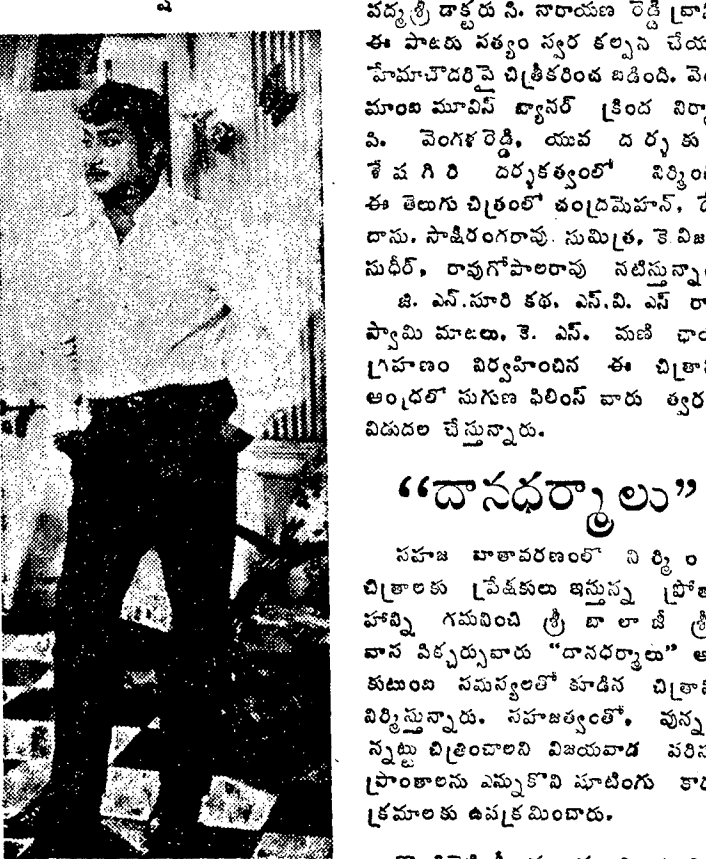 పద్మశ్రీ డాక్టరు సి. నారాయణ రెడ్డి
ఈ పాటకు పత్యం స్వర కల్పన చేయ
హేమాచౌదరిపై చిత్రీకరించ బడింది.
మాంబ మూవిస్ బ్యానర్ క్రింద నిర్మా
పి. వెంగళరెడ్డి, యువ దర్శకు
శేషగిరి దర్శకత్వంలో నిర్మించ
ఈ తెలుగు చిత్రంలో చంద్రమోహన్,
దాసు, సాక్షిరంగరావు, సుమిత్ర, కె విజ
సుధీర్, రావుగోపాలరావు నటిస్తున్నా
జి. ఎన్.సూరి కథ, ఎస్.వి. ఎస్ రా
స్వామి మాటలు, కె. ఎస్. మణి ఛాయ
గ్రహణం నిర్వహించిన ఈ చిత్రా
ఆంధ్రలో సుగుణ ఫిలింస్ వారు త్వర
విడుదల చేస్తున్నారు.
“దానధర్మాలు”
సహజ వాతావరణంలో నిర్మిం
చిత్రాలకు ప్రేక్షకులు ఇస్తున్న ప్రోత
హాన్ని గమనించి శ్రీ బాలాజీ శ్రీ
వాస పిక్చర్సువారు “దానధర్మాలు” అ
కుటుంబ సమస్యలతో కూడిన చిత్రా
నిర్మిస్తున్నారు. సహజత్వంతో, వున్న
న్నట్టు చిత్రించాలని విజయవాడ పరిస
ప్రాంతాలను ఎన్నుకొని షూటింగు కార
క్రమాలకు ఉపక్రమించారు.